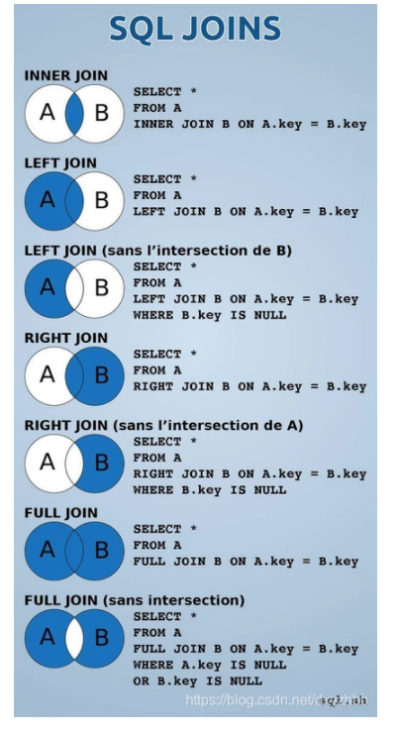 SQL JOINS
INNER JOIN
A B
SELECT *
FROM A
INNER JOIN B ON A.key = B.key
LEFT JOIN
A B
SELECT *
FROM A
LEFT JOIN B ON A.key = B.key
LEFT JOIN (sans l'intersection de B)
A B
SELECT *
FROM A
LEFT JOIN B ON A.key = B.key
WHERE B.key IS NULL
RIGHT JOIN
A B
SELECT *
FROM A
RIGHT JOIN B ON A.key = B.key
RIGHT JOIN (sans l'intersection de A)
A B
SELECT *
FROM A
RIGHT JOIN B ON A.key = B.key
WHERE B.key IS NULL
FULL JOIN
A B
SELECT *
FROM A
FULL JOIN B ON A.key = B.key
FULL JOIN (sans intersection)
A B
SELECT *
FROM A
FULL JOIN B ON A.key = B.key
WHERE A.key IS NULL
OR B.key IS NULL